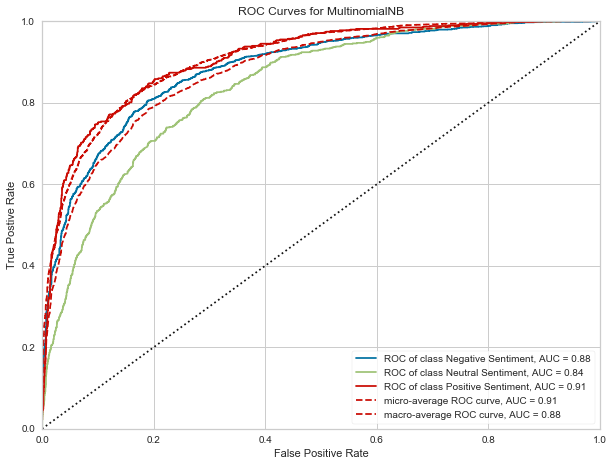 ROC Curves for MultinomialNB
1.0
0.8
0.6
0.4
0.2
0.0
True Postive Rate
ROC of class Negative Sentiment, AUC = 0.88
ROC of class Neutral Sentiment, AUC = 0.84
ROC of class Positive Sentiment, AUC = 0.91
micro-average ROC curve, AUC = 0.91
macro-average ROC curve, AUC = 0.88
0.0 0.2 0.4 0.6 0.8 1.0
False Positive Rate